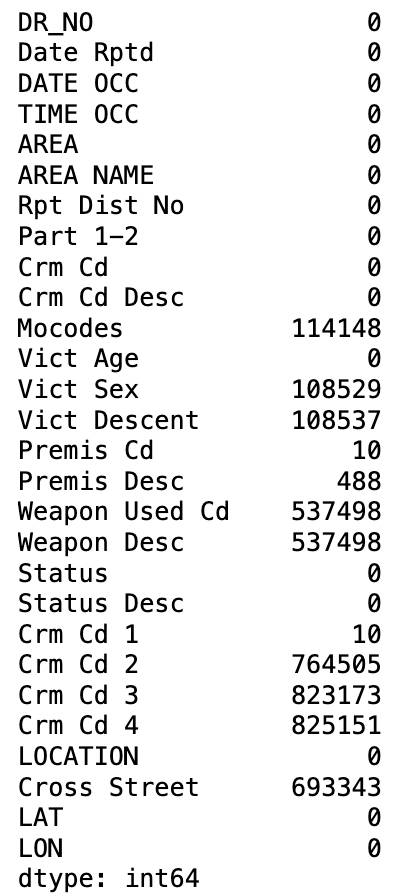 DR_NO 0
Date Rptd 0
DATE OCC 0
TIME OCC 0
AREA 0
AREA NAME 0
Rpt Dist No 0
Part 1-2 0
Crm Cd 0
Crm Cd Desc 0
Mocodes 114148
Vict Age 0
Vict Sex 108529
Vict Descent 108537
Premis Cd 10
Premis Desc 488
Weapon Used Cd 537498
Weapon Desc 537498
Status 0
Status Desc 0
Crm Cd 1 10
Crm Cd 2 764505
Crm Cd 3 823173
Crm Cd 4 825151
LOCATION 0
Cross Street 693343
LAT 0
LON 0
dtype: int64